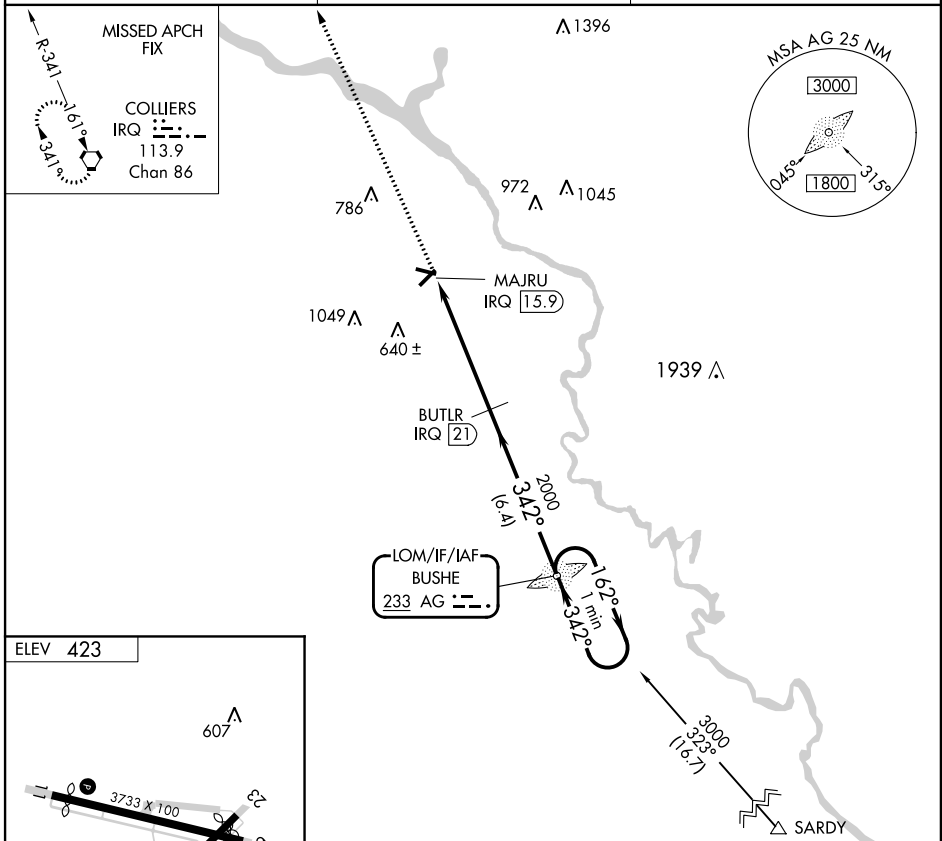 MISSED APCH
FIX
R-341
161°
341°
COLLIERS
IRQ
113.9
Chan 86
1396
MSA AG 25 NM
3000
045°
1800
315°
786
972
1045
MAJRU
IRQ 15.9
1049
640 ±
1939
BUTLR
IRQ 21
2000
342°
(6.4)
LOM/IF/IAF
BUSHE
233 AG
162°
1 min
342°
3000
323°
(16.7)
SARDY
ELEV 423
607
11
P
3733 X 100
23